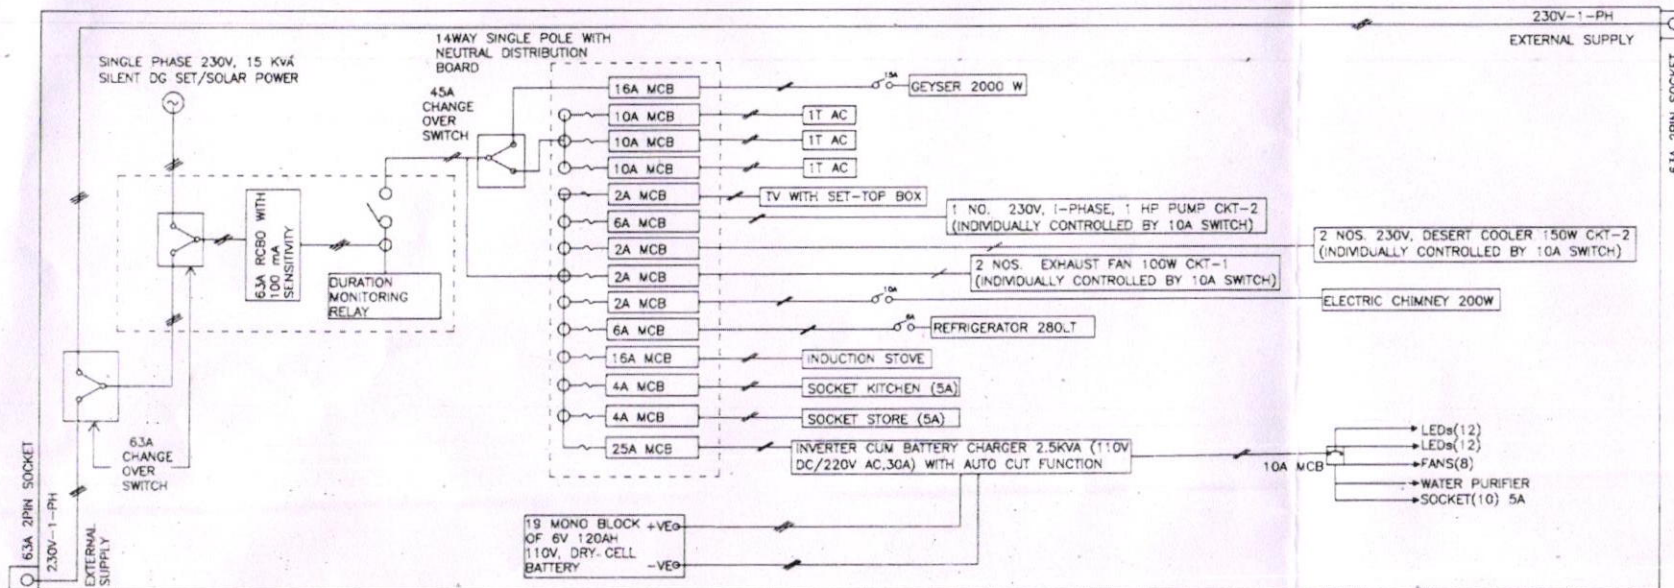 230V-1-PH
EXTERNAL SUPPLY
63A 2PIN SOCKET
SINGLE PHASE 230V, 15 KVA
SILENT DG SET/SOLAR POWER
14WAY SINGLE POLE WITH
NEUTRAL DISTRIBUTION
BOARD
45A
CHANGE
OVER
SWITCH
16A MCB
15A
GEYSER 2000 W
10A MCB
1T AC
10A MCB
1T AC
10A MCB
1T AC
2A MCB
TV WITH SET-TOP BOX
6A MCB
1 NO. 230V, I-PHASE, 1 HP PUMP CKT-2
(INDIVIDUALLY CONTROLLED BY 10A SWITCH)
2A MCB
2 NOS. 230V, DESERT COOLER 150W CKT-2
(INDIVIDUALLY CONTROLLED BY 10A SWITCH)
2A MCB
2 NOS. EXHAUST FAN 100W CKT-1
(INDIVIDUALLY CONTROLLED BY 10A SWITCH)
2A MCB
10A
ELECTRIC CHIMNEY 200W
6A MCB
6A
REFRIGERATOR 280LT
16A MCB
INDUCTION STOVE
4A MCB
SOCKET KITCHEN (5A)
4A MCB
SOCKET STORE (5A)
25A MCB
INVERTER CUM BATTERY CHARGER 2.5KVA (110V
DC/220V AC,30A) WITH AUTO CUT FUNCTION
10A MCB
LEDs(12)
LEDs(12)
FANS(8)
WATER PURIFIER
SOCKET(10) 5A
63A RCBO WITH
100 mA
SENSITIVITY
DURATION
MONITORING
RELAY
63A
CHANGE
OVER
SWITCH
19 MONO BLOCK
OF 6V 120AH
110V, DRY-CELL
BATTERY
+VE
-VE
63A 2PIN SOCKET
230V-1-PH
EXTERNAL
SUPPLY